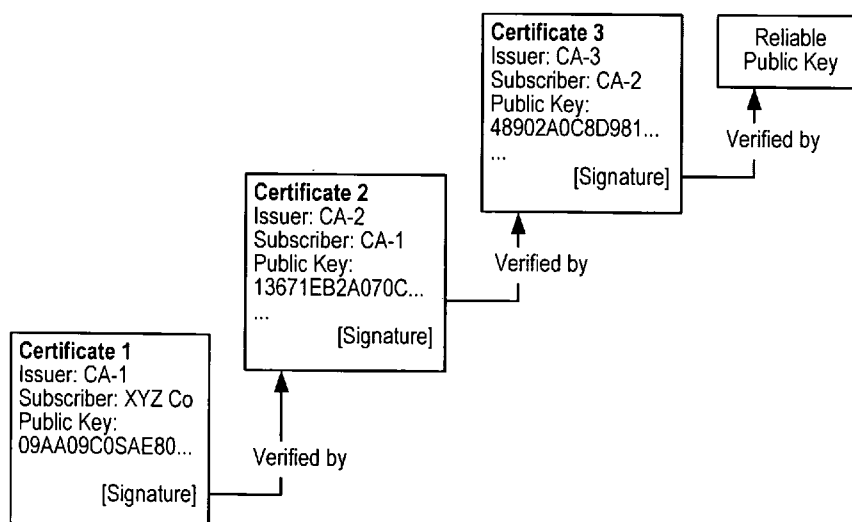 Certificate 3
Issuer: CA-3
Subscriber: CA-2
Public Key:
48902A0C8D981...
...
[Signature]
Reliable
Public Key
Verified by
Certificate 2
Issuer: CA-2
Subscriber: CA-1
Public Key:
13671EB2A070C...
...
[Signature]
Verified by
Certificate 1
Issuer: CA-1
Subscriber: XYZ Co
Public Key:
09AA09C0SAE80...
[Signature]
Verified by